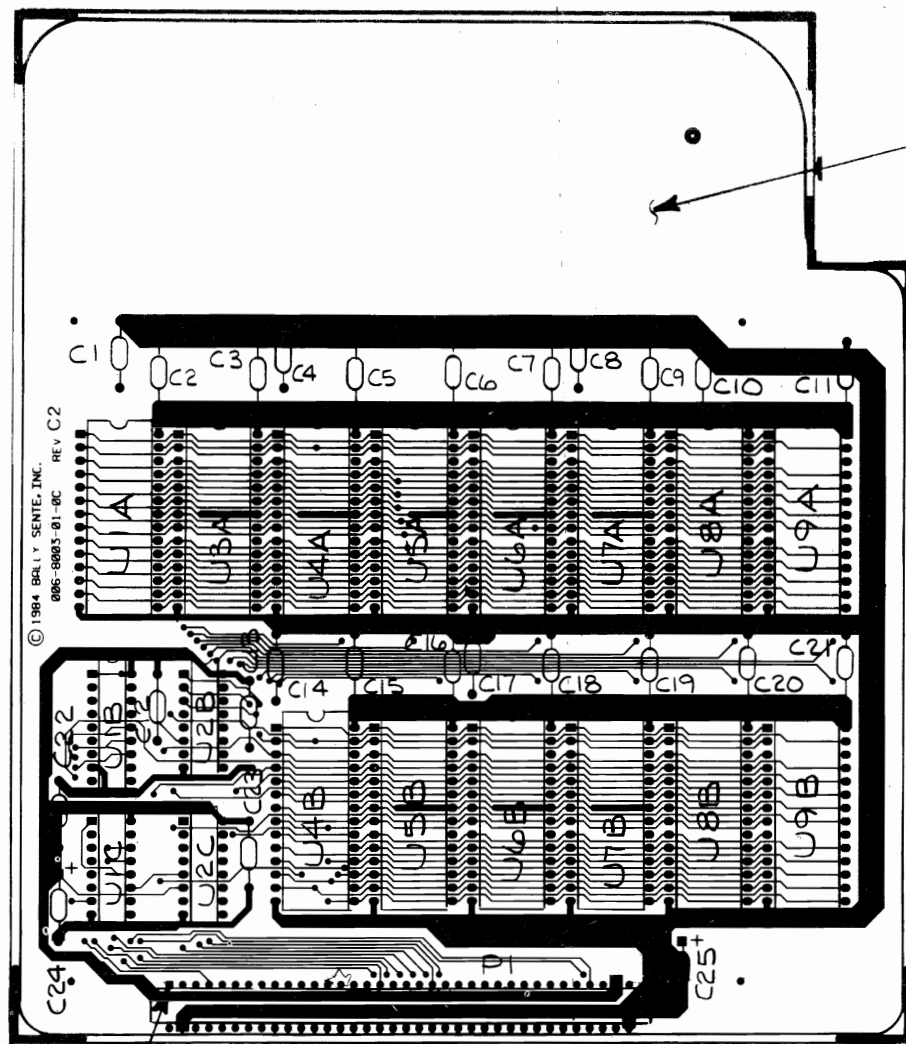 C1 C2 C3 C4 C5 C6 C7 C8 C9 C10 C11
© 1984 BALLY SENTE, INC.
006-8003-01-0C REV C2
U1A U3A U4A U5A U6A U7A U8A U9A
C14 C15 C16 C17 C18 C19 C20 C21
C22 U1B U2B
C23
U4B U5B U6B U7B U8B U9B
U1C U2C
+
C24 P1 C25 +